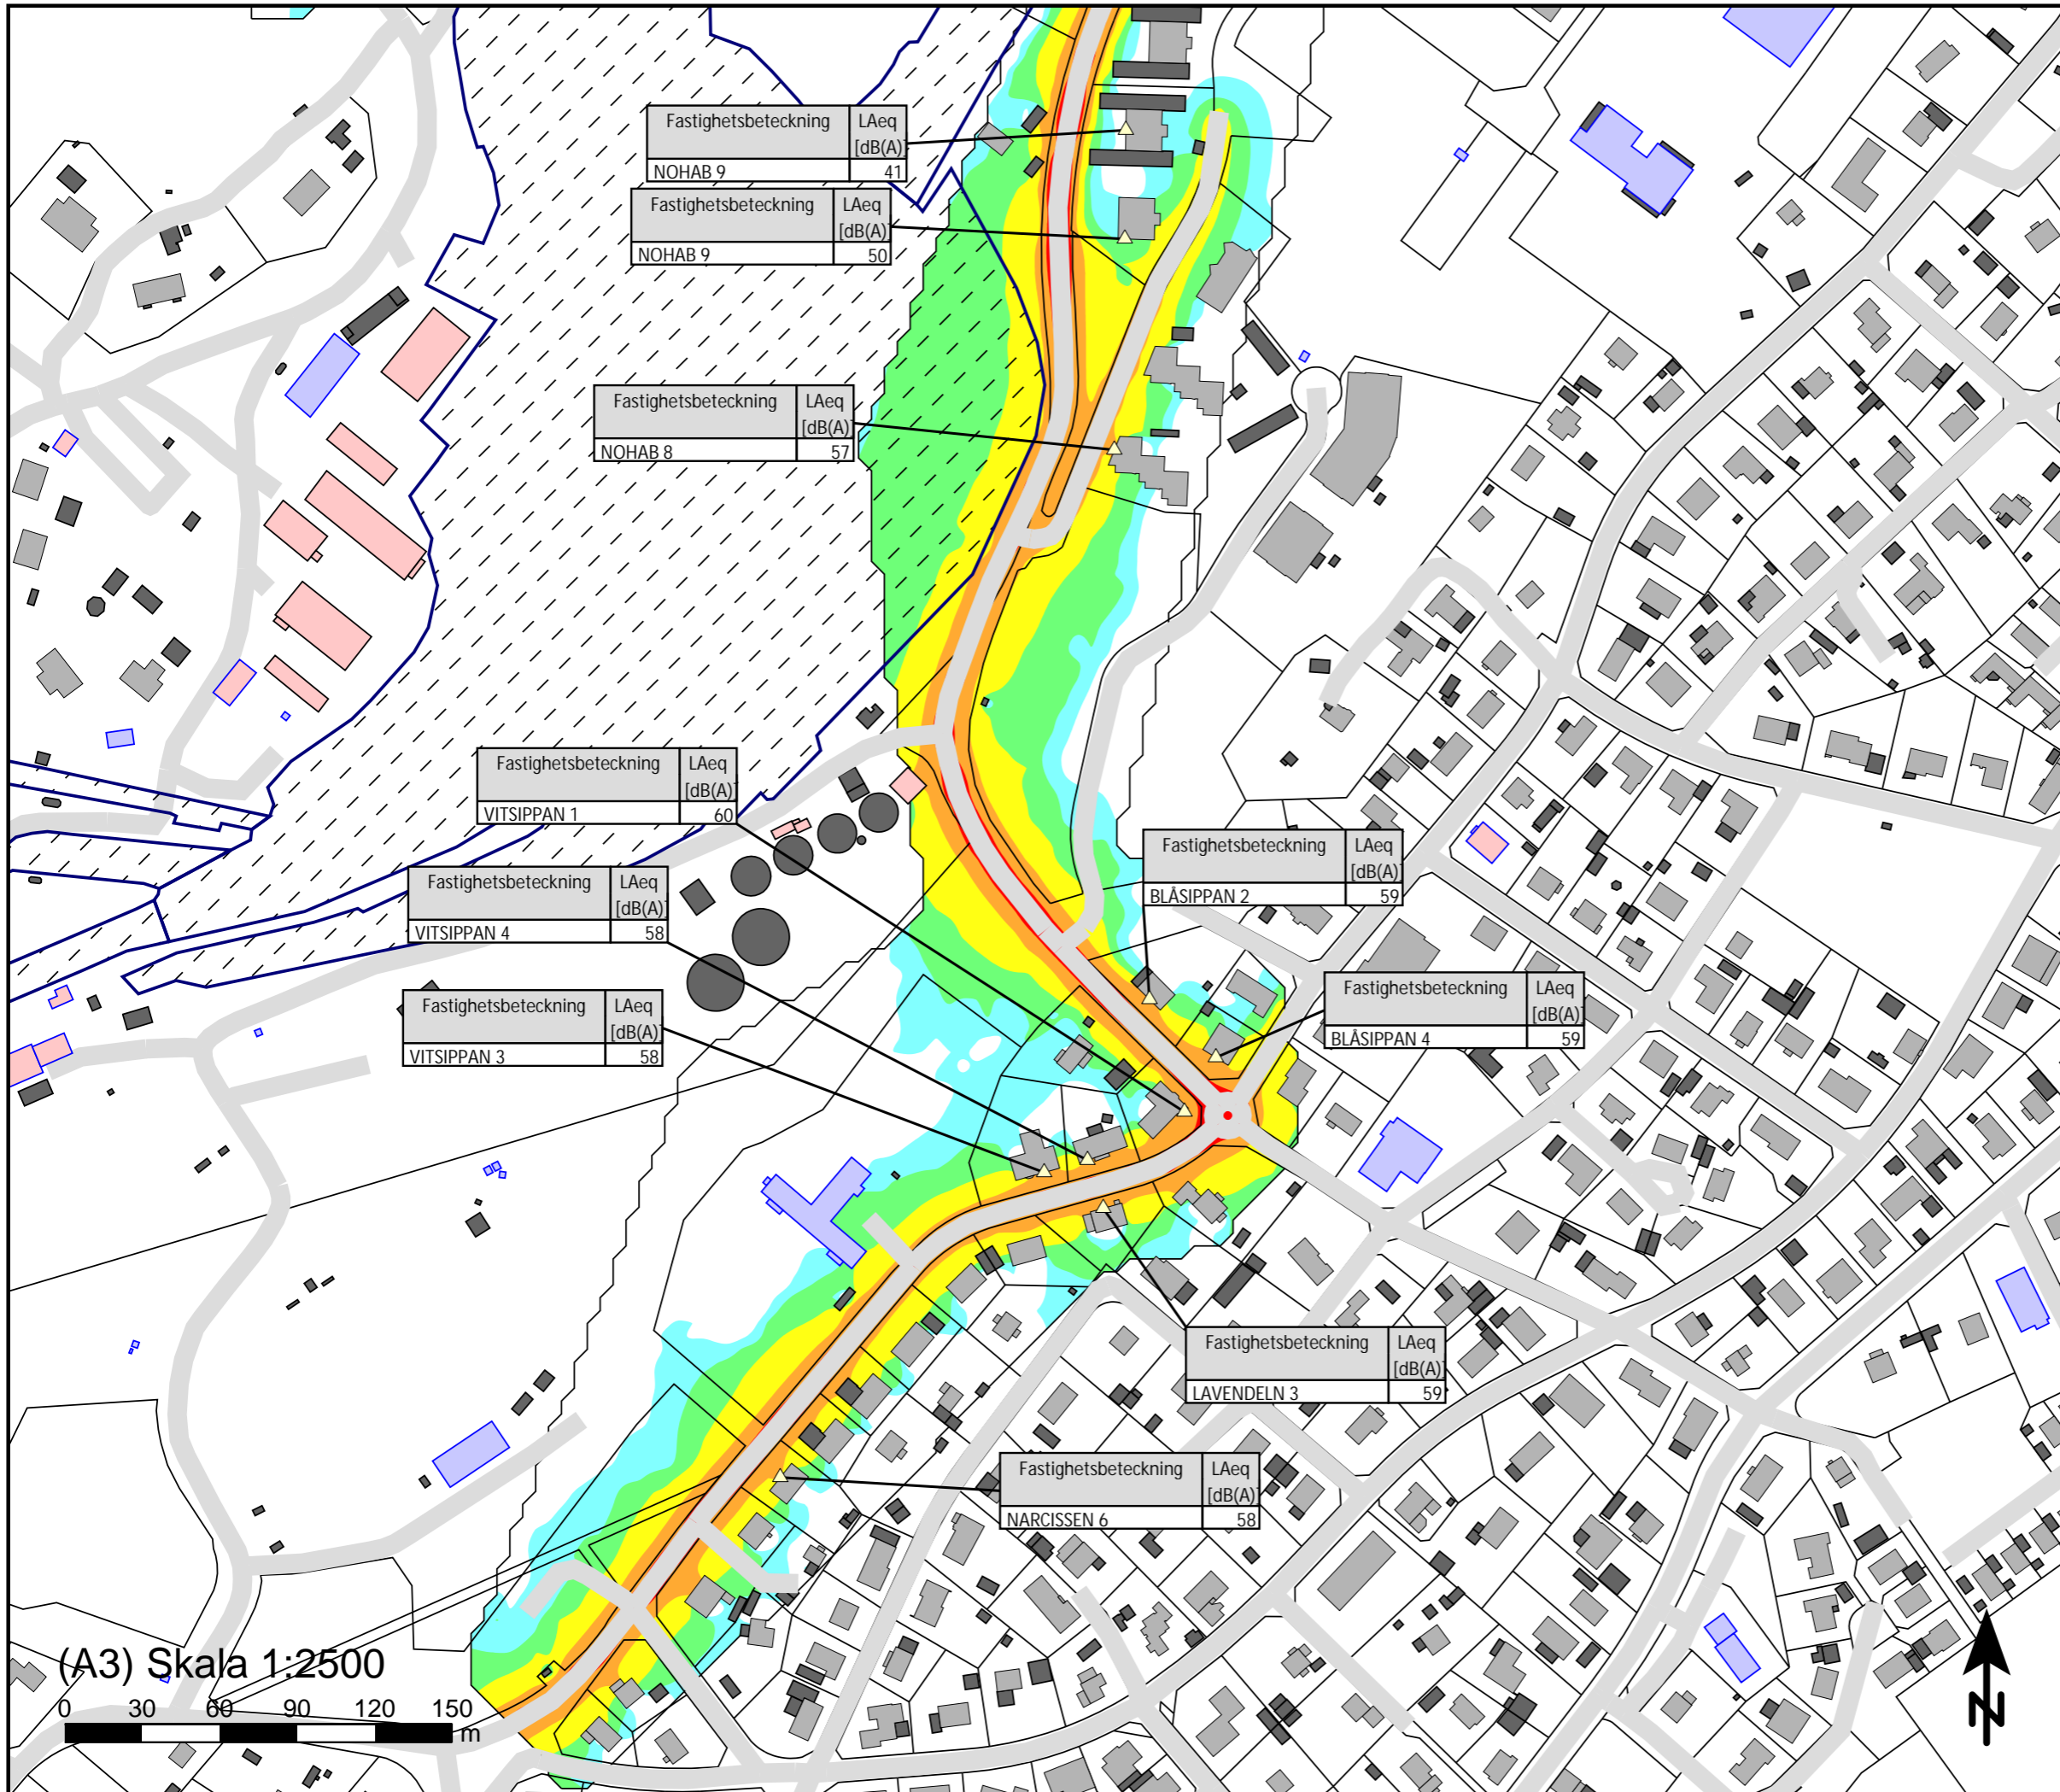 Fastighetsbeteckning LAeq
[dB(A)]
NOHAB 9 41
Fastighetsbeteckning LAeq
[dB(A)]
NOHAB 9 50
Fastighetsbeteckning LAeq
[dB(A)]
NOHAB 8 57
Fastighetsbeteckning LAeq
[dB(A)]
VITSIPPAN 1 60
Fastighetsbeteckning LAeq
[dB(A)]
BLÅSIPPAN 2 59
Fastighetsbeteckning LAeq
[dB(A)]
VITSIPPAN 4 58
Fastighetsbeteckning LAeq
[dB(A)]
BLÅSIPPAN 4 59
Fastighetsbeteckning LAeq
[dB(A)]
VITSIPPAN 3 58
Fastighetsbeteckning LAeq
[dB(A)]
LAVENDELN 3 59
Fastighetsbeteckning LAeq
[dB(A)]
NARCISSEN 6 58
(A3) Skala 1:2500
0 30 60 90 120 150
m
N